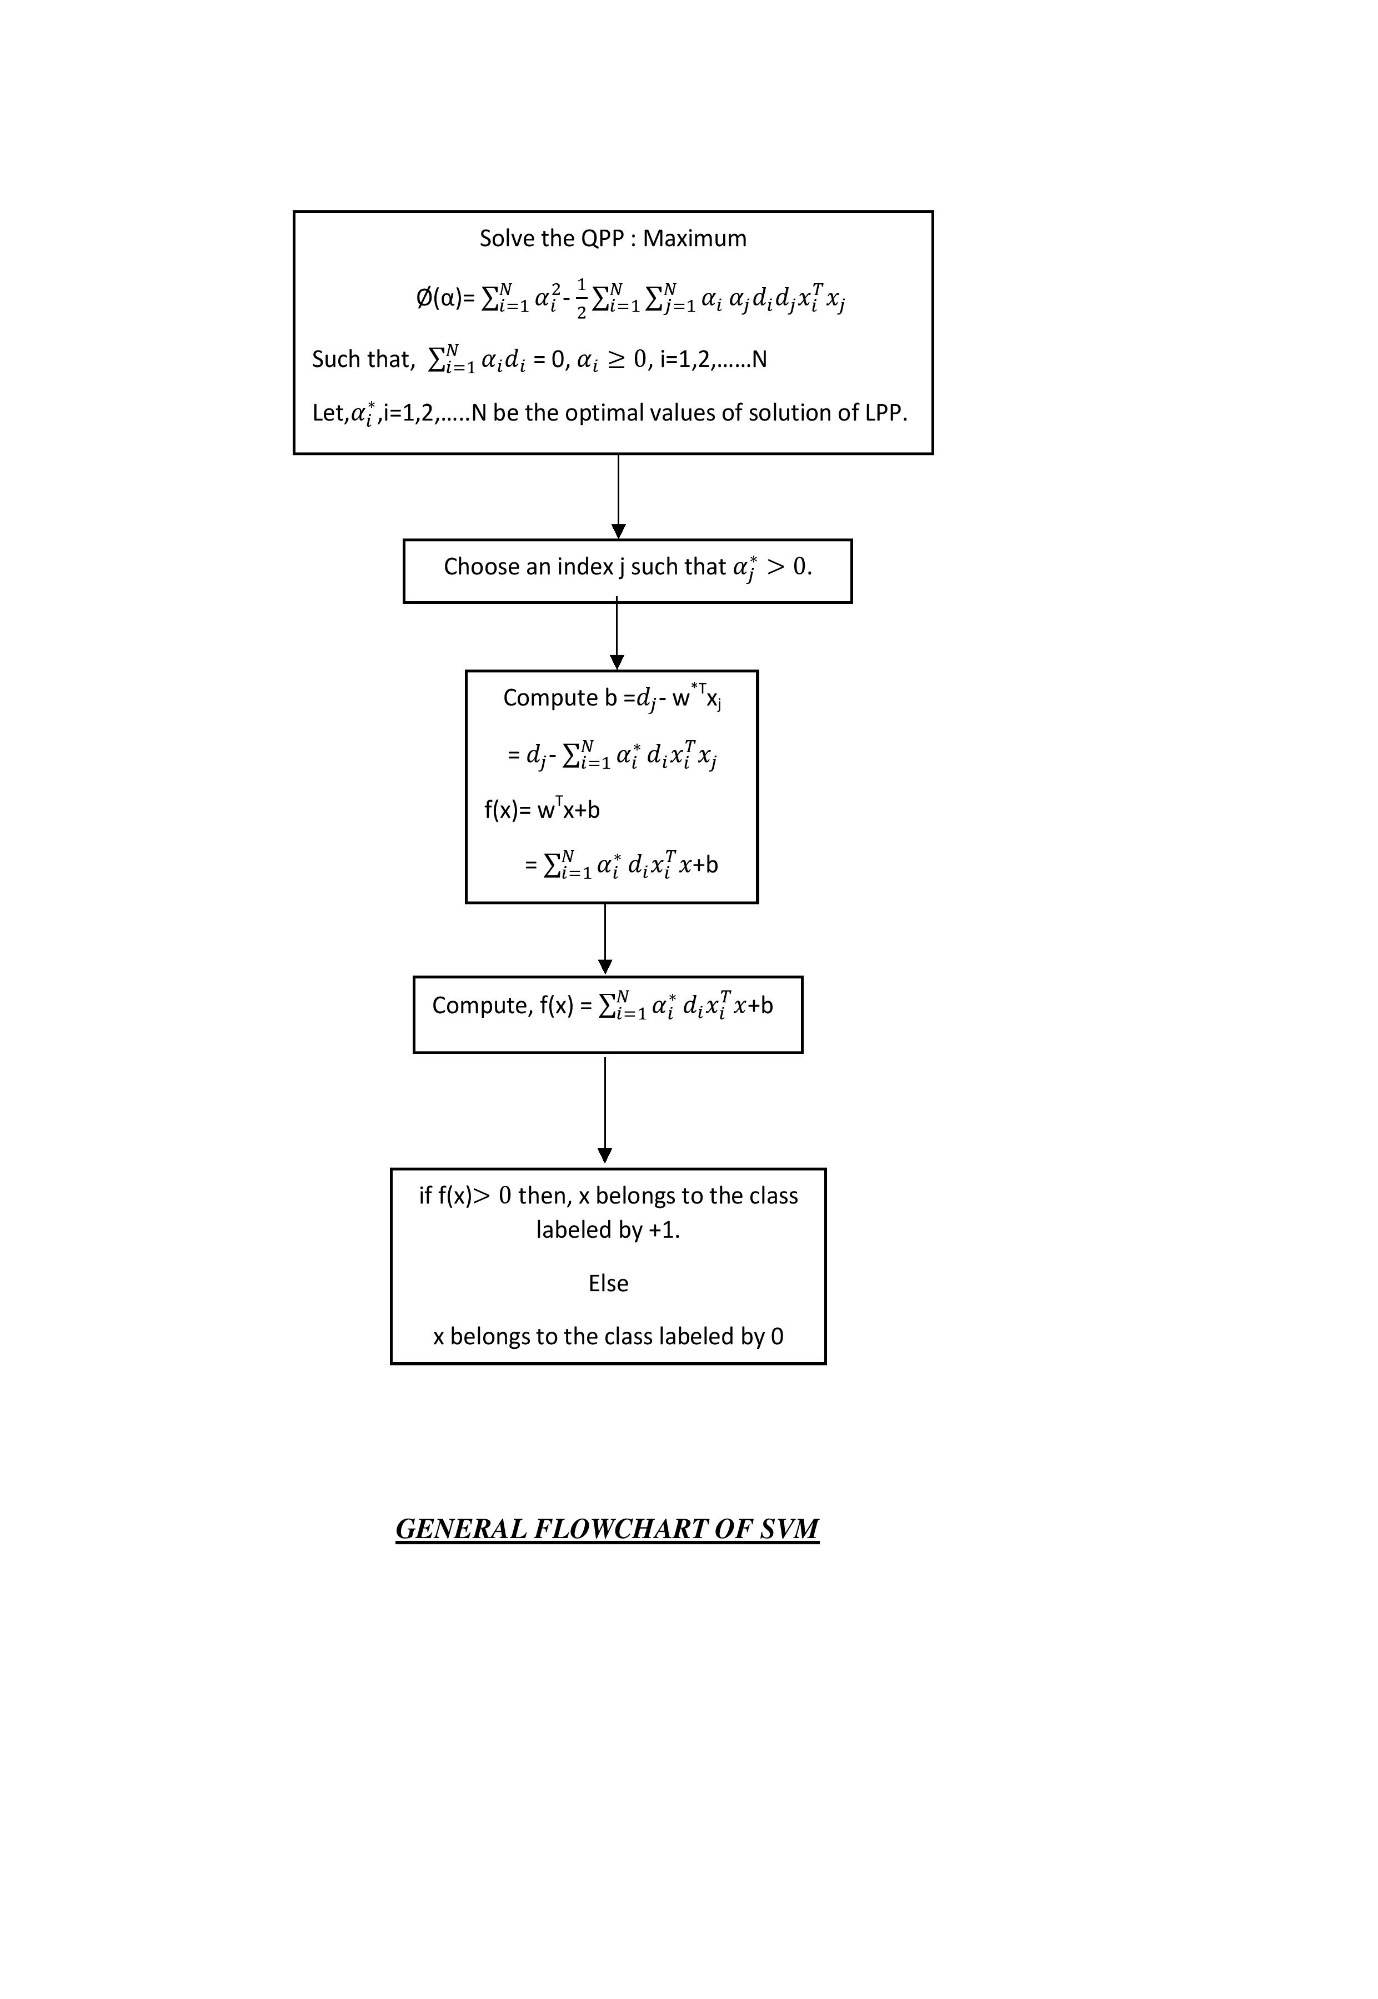 Solve the QPP : Maximum
Ø(α)= ∑_{i=1}^{N} α_i^2- 1/2 ∑_{i=1}^{N} ∑_{j=1}^{N} α_i α_j d_i d_j x_i^T x_j
Such that, ∑_{i=1}^{N} α_i d_i = 0, α_i ≥ 0, i=1,2,......N
Let,α_i^*,i=1,2,.....N be the optimal values of solution of LPP.
Choose an index j such that α_j^* > 0.
Compute b =d_j- w^{*T}x_j
= d_j- ∑_{i=1}^{N} α_i^* d_i x_i^T x_j
f(x)= w^Tx+b
= ∑_{i=1}^{N} α_i^* d_i x_i^T x+b
Compute, f(x) = ∑_{i=1}^{N} α_i^* d_i x_i^T x+b
if f(x)> 0 then, x belongs to the class
labeled by +1.
Else
x belongs to the class labeled by 0
GENERAL FLOWCHART OF SVM